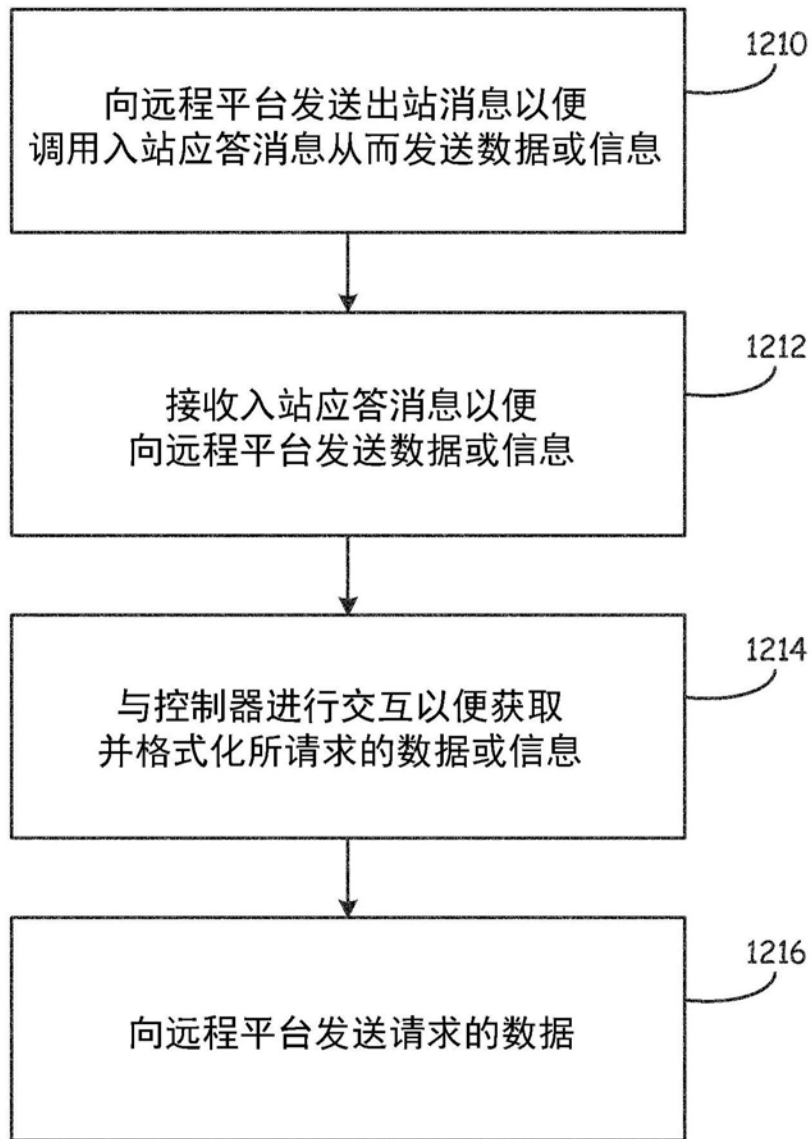 1210
向远程平台发送出站消息以便
调用入站应答消息从而发送数据或信息
1212
接收入站应答消息以便
向远程平台发送数据或信息
1214
与控制器进行交互以便获取
并格式化所请求的数据或信息
1216
向远程平台发送请求的数据